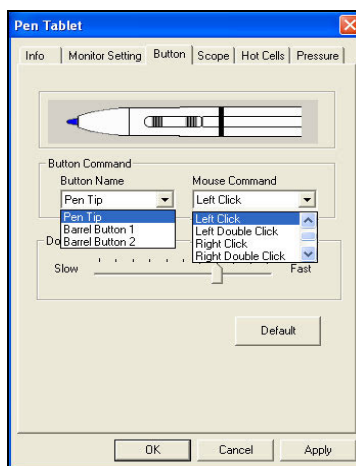 Pen Tablet
Info Monitor Setting Button Scope Hot Cells Pressure
Button Command
Button Name Mouse Command
Pen Tip Left Click
Pen Tip Left Click
Barrel Button 1 Left Double Click
Do Barrel Button 2 Right Click
Right Double Click
Slow Fast
Default
OK Cancel Apply